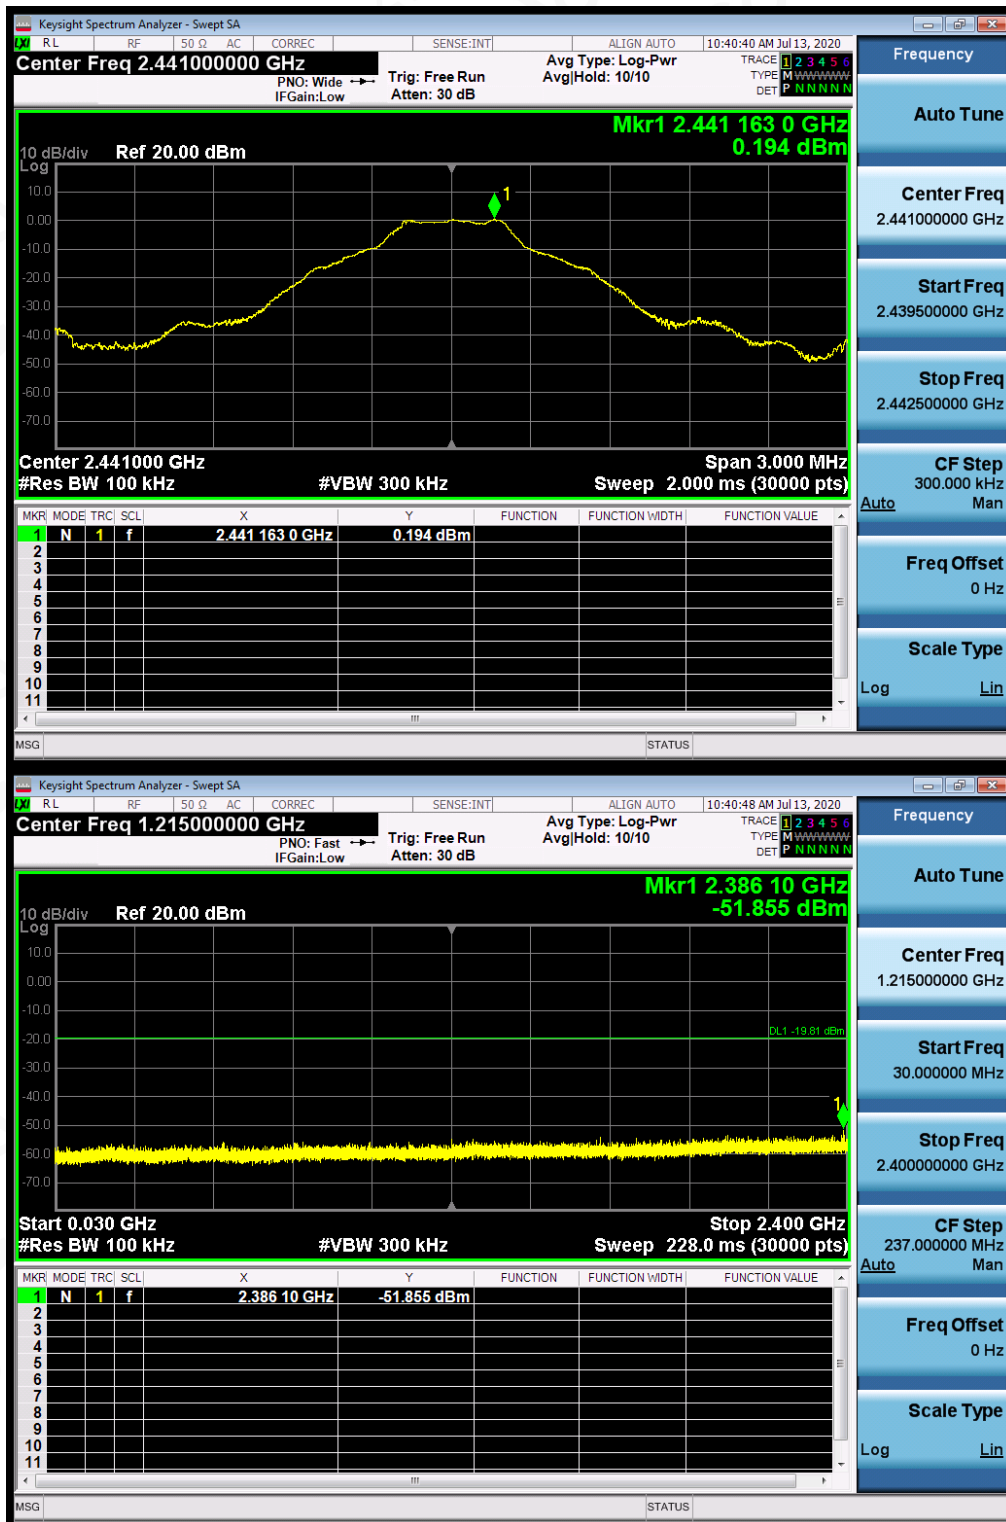 Keysight Spectrum Analyzer - Swept SA
LXI RL RF 50 Ω AC CORREC SENSE:INT ALIGN AUTO 10:40:40 AM Jul 13, 2020
Center Freq 2.441000000 GHz
PNO: Wide
IFGain:Low
Trig: Free Run
Atten: 30 dB
Avg Type: Log-Pwr
Avg|Hold: 10/10
TRACE 1 2 3 4 5 6
TYPE M WWWWW
DET P N N N N N
Mkr1 2.441 163 0 GHz
0.194 dBm
10 dB/div Ref 20.00 dBm
Log
10.0
1
0.00
-10.0
-20.0
-30.0
-40.0
-50.0
-60.0
-70.0
Center 2.441000 GHz Span 3.000 MHz
#Res BW 100 kHz #VBW 300 kHz Sweep 2.000 ms (30000 pts)
MKR MODE TRC SCL X Y FUNCTION FUNCTION WIDTH FUNCTION VALUE
1 N 1 f 2.441 163 0 GHz 0.194 dBm
2
3
4
5
6
7
8
9
10
11
MSG STATUS
Frequency
Auto Tune
Center Freq
2.441000000 GHz
Start Freq
2.439500000 GHz
Stop Freq
2.442500000 GHz
CF Step
300.000 kHz
Auto Man
Freq Offset
0 Hz
Scale Type
Log Lin
Keysight Spectrum Analyzer - Swept SA
LXI RL RF 50 Ω AC CORREC SENSE:INT ALIGN AUTO 10:40:48 AM Jul 13, 2020
Center Freq 1.215000000 GHz
PNO: Fast
IFGain:Low
Trig: Free Run
Atten: 30 dB
Avg Type: Log-Pwr
Avg|Hold: 10/10
TRACE 1 2 3 4 5 6
TYPE M WWWWW
DET P N N N N N
Mkr1 2.386 10 GHz
-51.855 dBm
10 dB/div Ref 20.00 dBm
Log
10.0
0.00
-10.0
-20.0
DL1 -19.81 dBm
-30.0
-40.0
1
-50.0
-60.0
-70.0
Start 0.030 GHz Stop 2.400 GHz
#Res BW 100 kHz #VBW 300 kHz Sweep 228.0 ms (30000 pts)
MKR MODE TRC SCL X Y FUNCTION FUNCTION WIDTH FUNCTION VALUE
1 N 1 f 2.386 10 GHz -51.855 dBm
2
3
4
5
6
7
8
9
10
11
MSG STATUS
Frequency
Auto Tune
Center Freq
1.215000000 GHz
Start Freq
30.000000 MHz
Stop Freq
2.400000000 GHz
CF Step
237.000000 MHz
Auto Man
Freq Offset
0 Hz
Scale Type
Log Lin